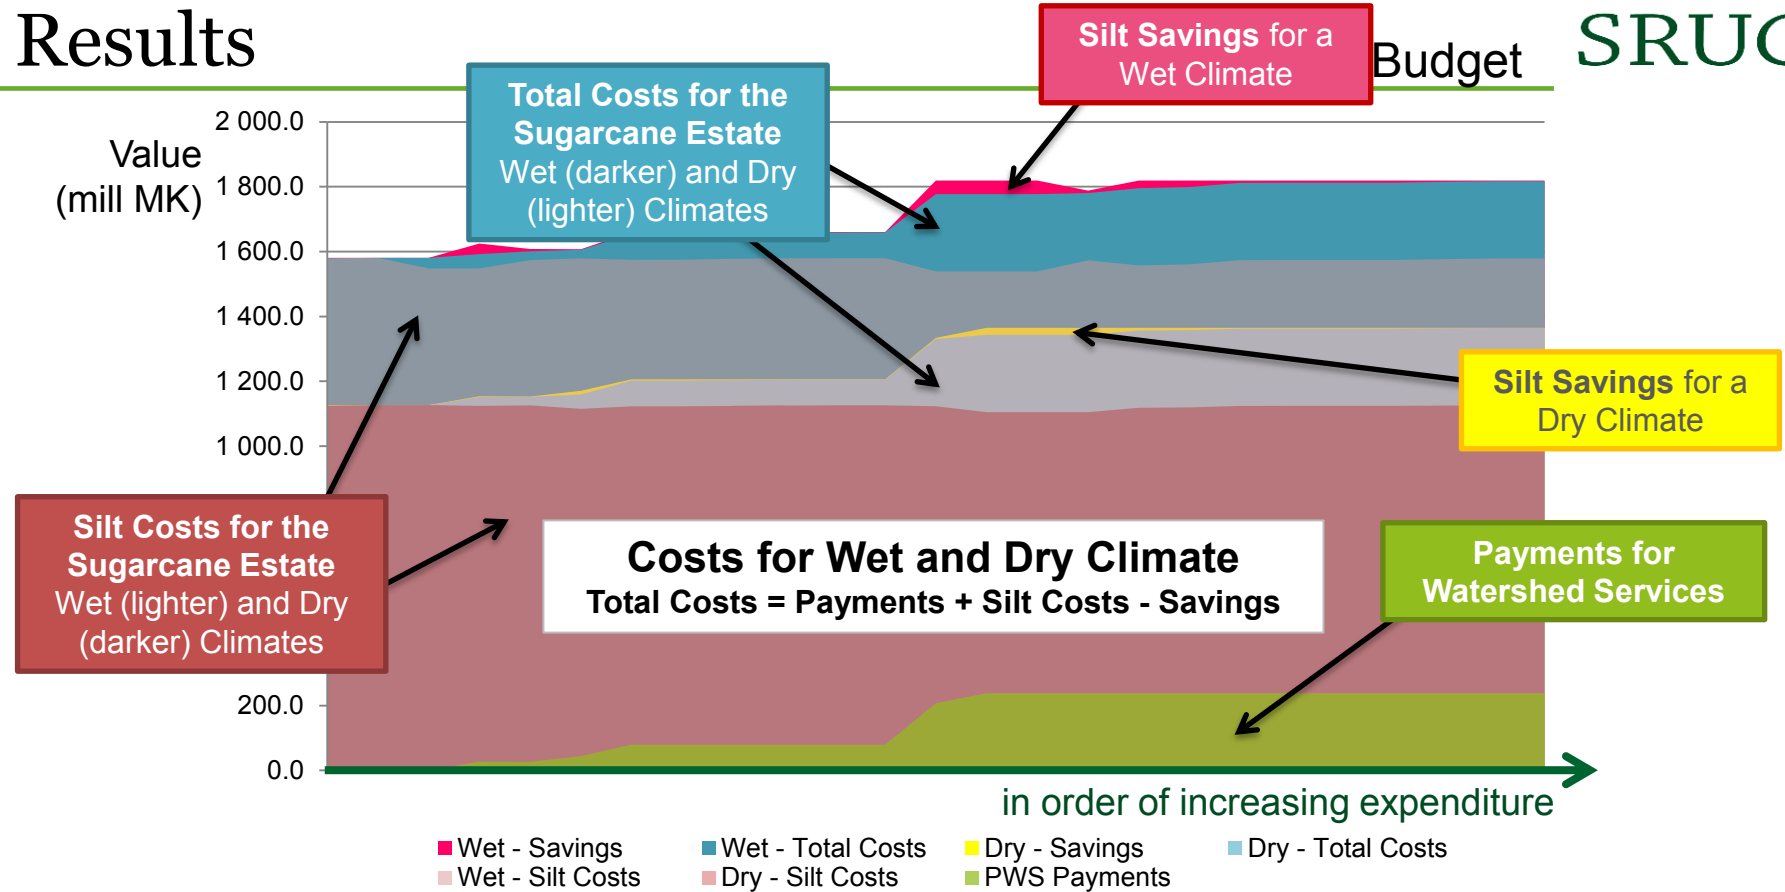 Results
Budget
SRUC
Silt Savings for a
Wet Climate
Total Costs for the
Sugarcane Estate
Wet (darker) and Dry
(lighter) Climates
Value
(mill MK)
2 000.0
1 800.0
1 600.0
1 400.0
1 200.0
1 000.0
200.0
0.0
Silt Savings for a
Dry Climate
Silt Costs for the
Sugarcane Estate
Wet (lighter) and Dry
(darker) Climates
Costs for Wet and Dry Climate
Total Costs = Payments + Silt Costs - Savings
Payments for
Watershed Services
in order of increasing expenditure
Wet - Savings
Wet - Total Costs
Dry - Savings
Dry - Total Costs
Wet - Silt Costs
Dry - Silt Costs
PWS Payments